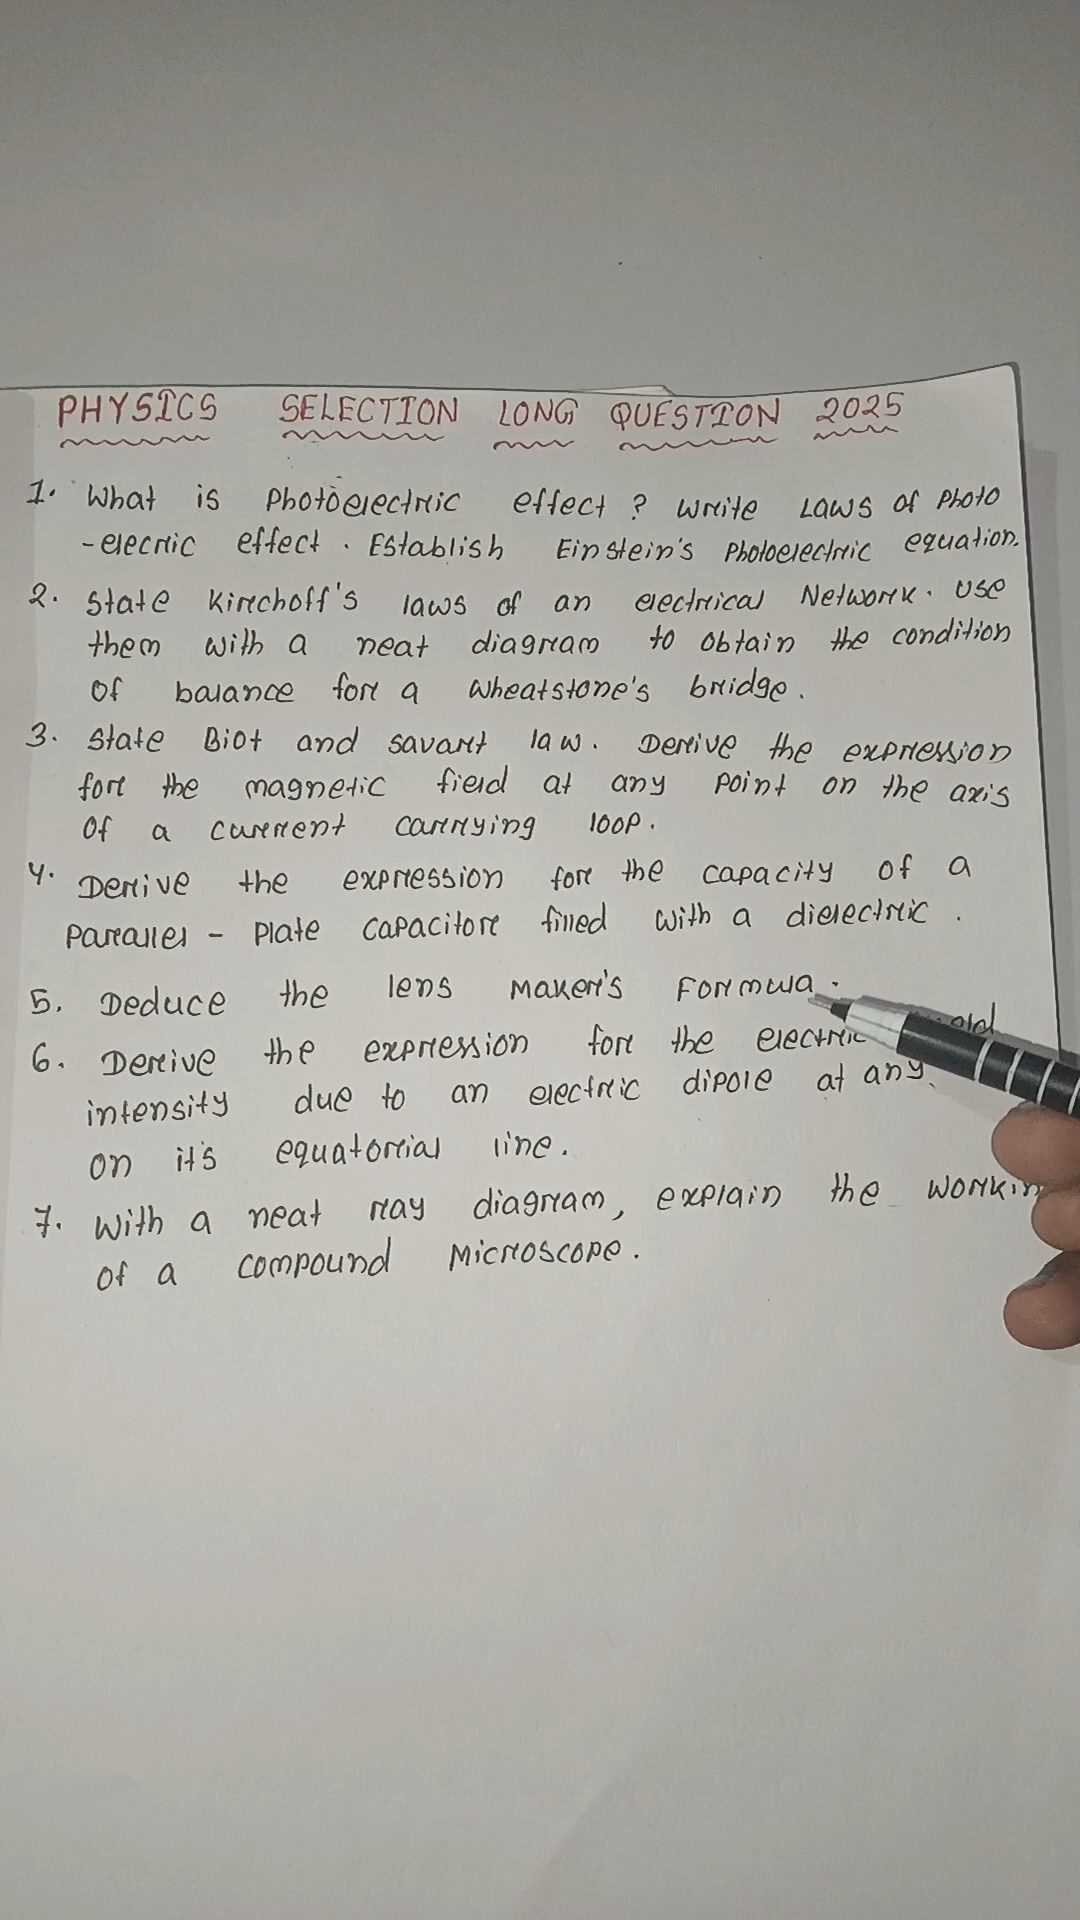 PHYSICS SELECTION LONG QUESTION 2025
1. What is Photoelectric effect ? Write Laws of Photo
-elecric effect. Establish Einstein's Photoelectric equation.
2. State Kirchoff's laws of an electrical Network. Use
them with a neat diagram to obtain the condition
of balance for a Wheatstone's bridge.
3. State Biot and savart law. Derive the expression
for the magnetic field at any point on the axis
of a current carrying loop.
4. Derive the expression for the capacity of a
Parallel - Plate capacitor filled with a dielectric.
5. Deduce the lens Maker's Formula.
6. Derive the expression for the electric
intensity due to an electric dipole at any
on it's equatorial line.
7. With a neat ray diagram, explain the
of a compound Microscope.